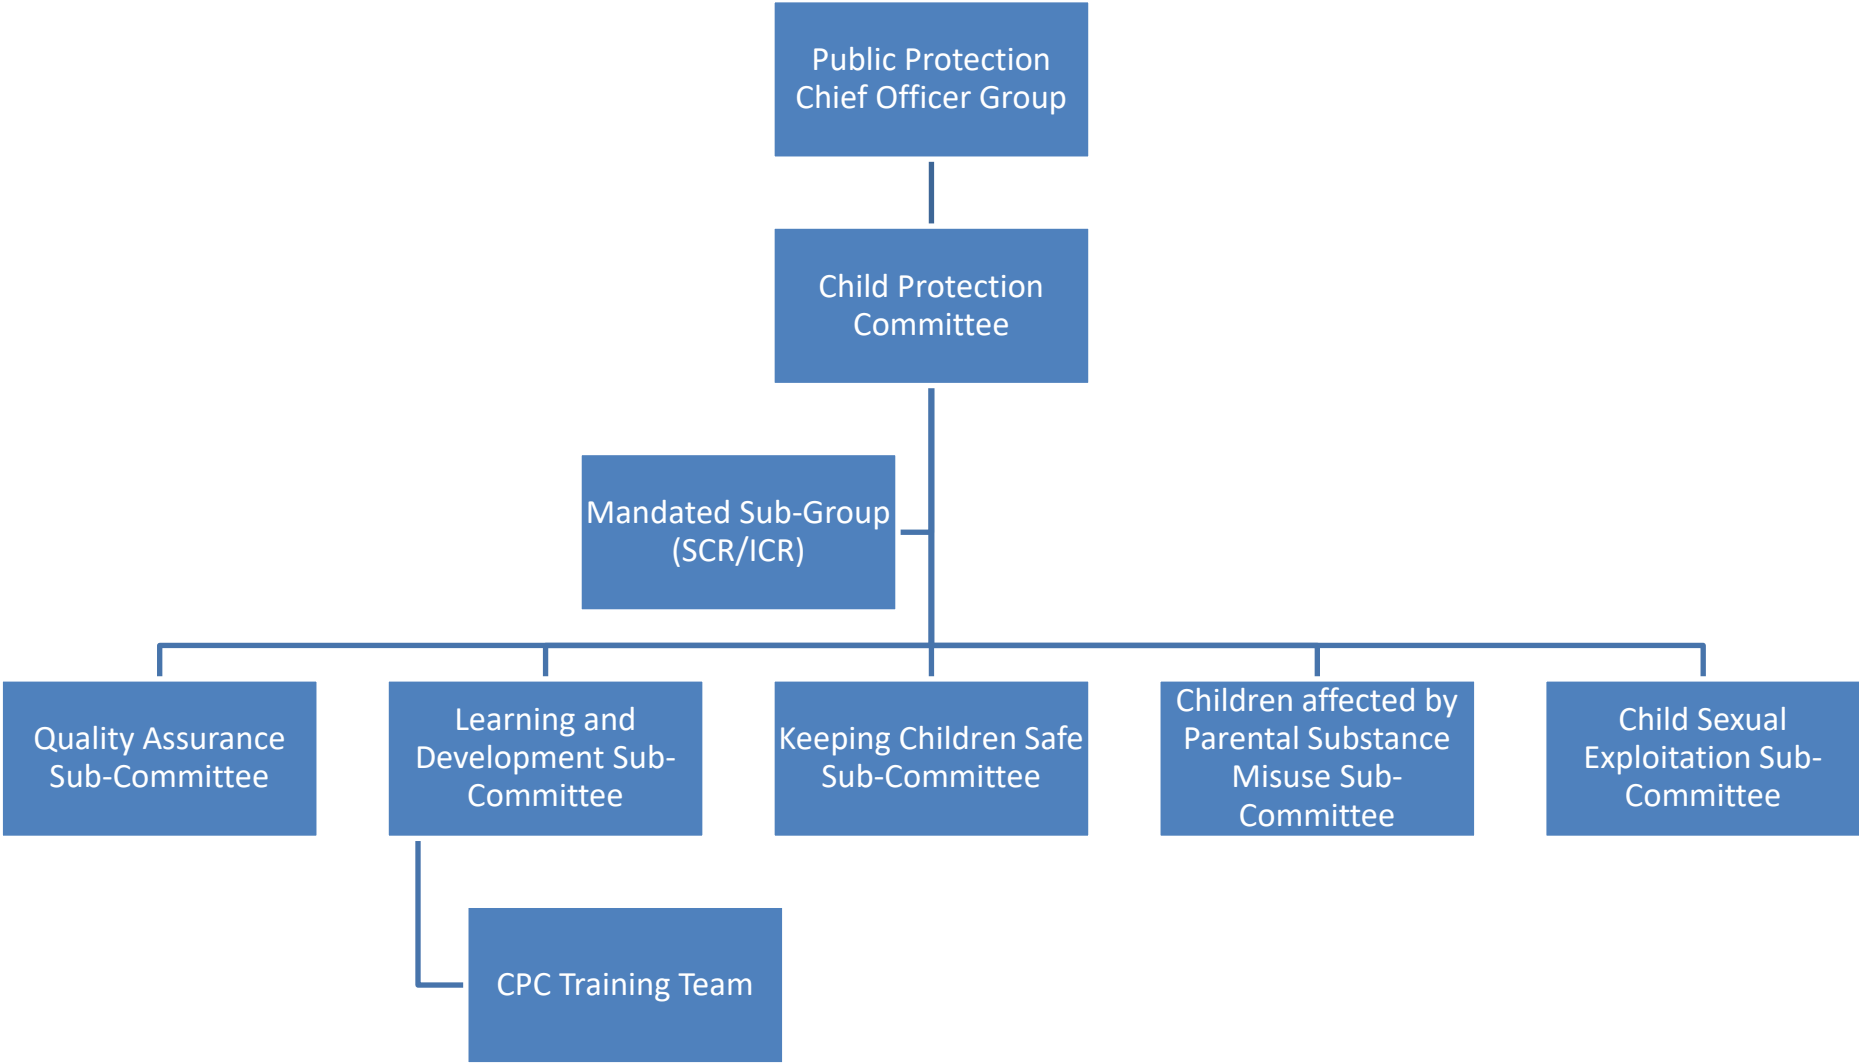 Public Protection
Chief Officer Group
Child Protection
Committee
Mandated Sub-Group
(SCR/ICR)
Quality Assurance
Sub-Committee
Learning and
Development Sub-
Committee
Keeping Children Safe
Sub-Committee
Children affected by
Parental Substance
Misuse Sub-
Committee
Child Sexual
Exploitation Sub-
Committee
CPC Training Team